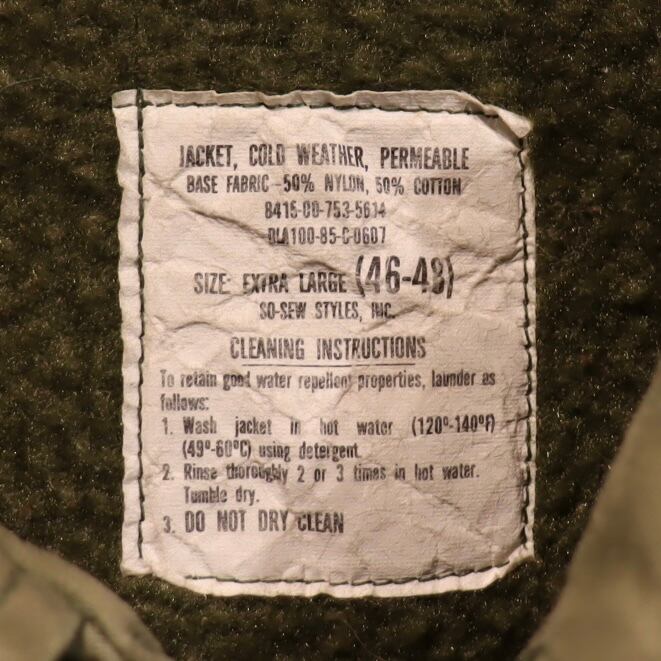 JACKET, COLD WEATHER, PERMEABLE
BASE FABRIC -50% NYLON, 50% COTTON
8415-00-753-5614
DLA100-85-C-0607
SIZE: EXTRA LARGE (46-48)
SO-SEW STYLES, INC.
CLEANING INSTRUCTIONS
To retain good water repellent properties, launder as
follows:
1. Wash jacket in hot water (120°-140°F)
(49°-60°C) using detergent.
2. Rinse thoroughly 2 or 3 times in hot water.
Tumble dry.
3. DO NOT DRY CLEAN